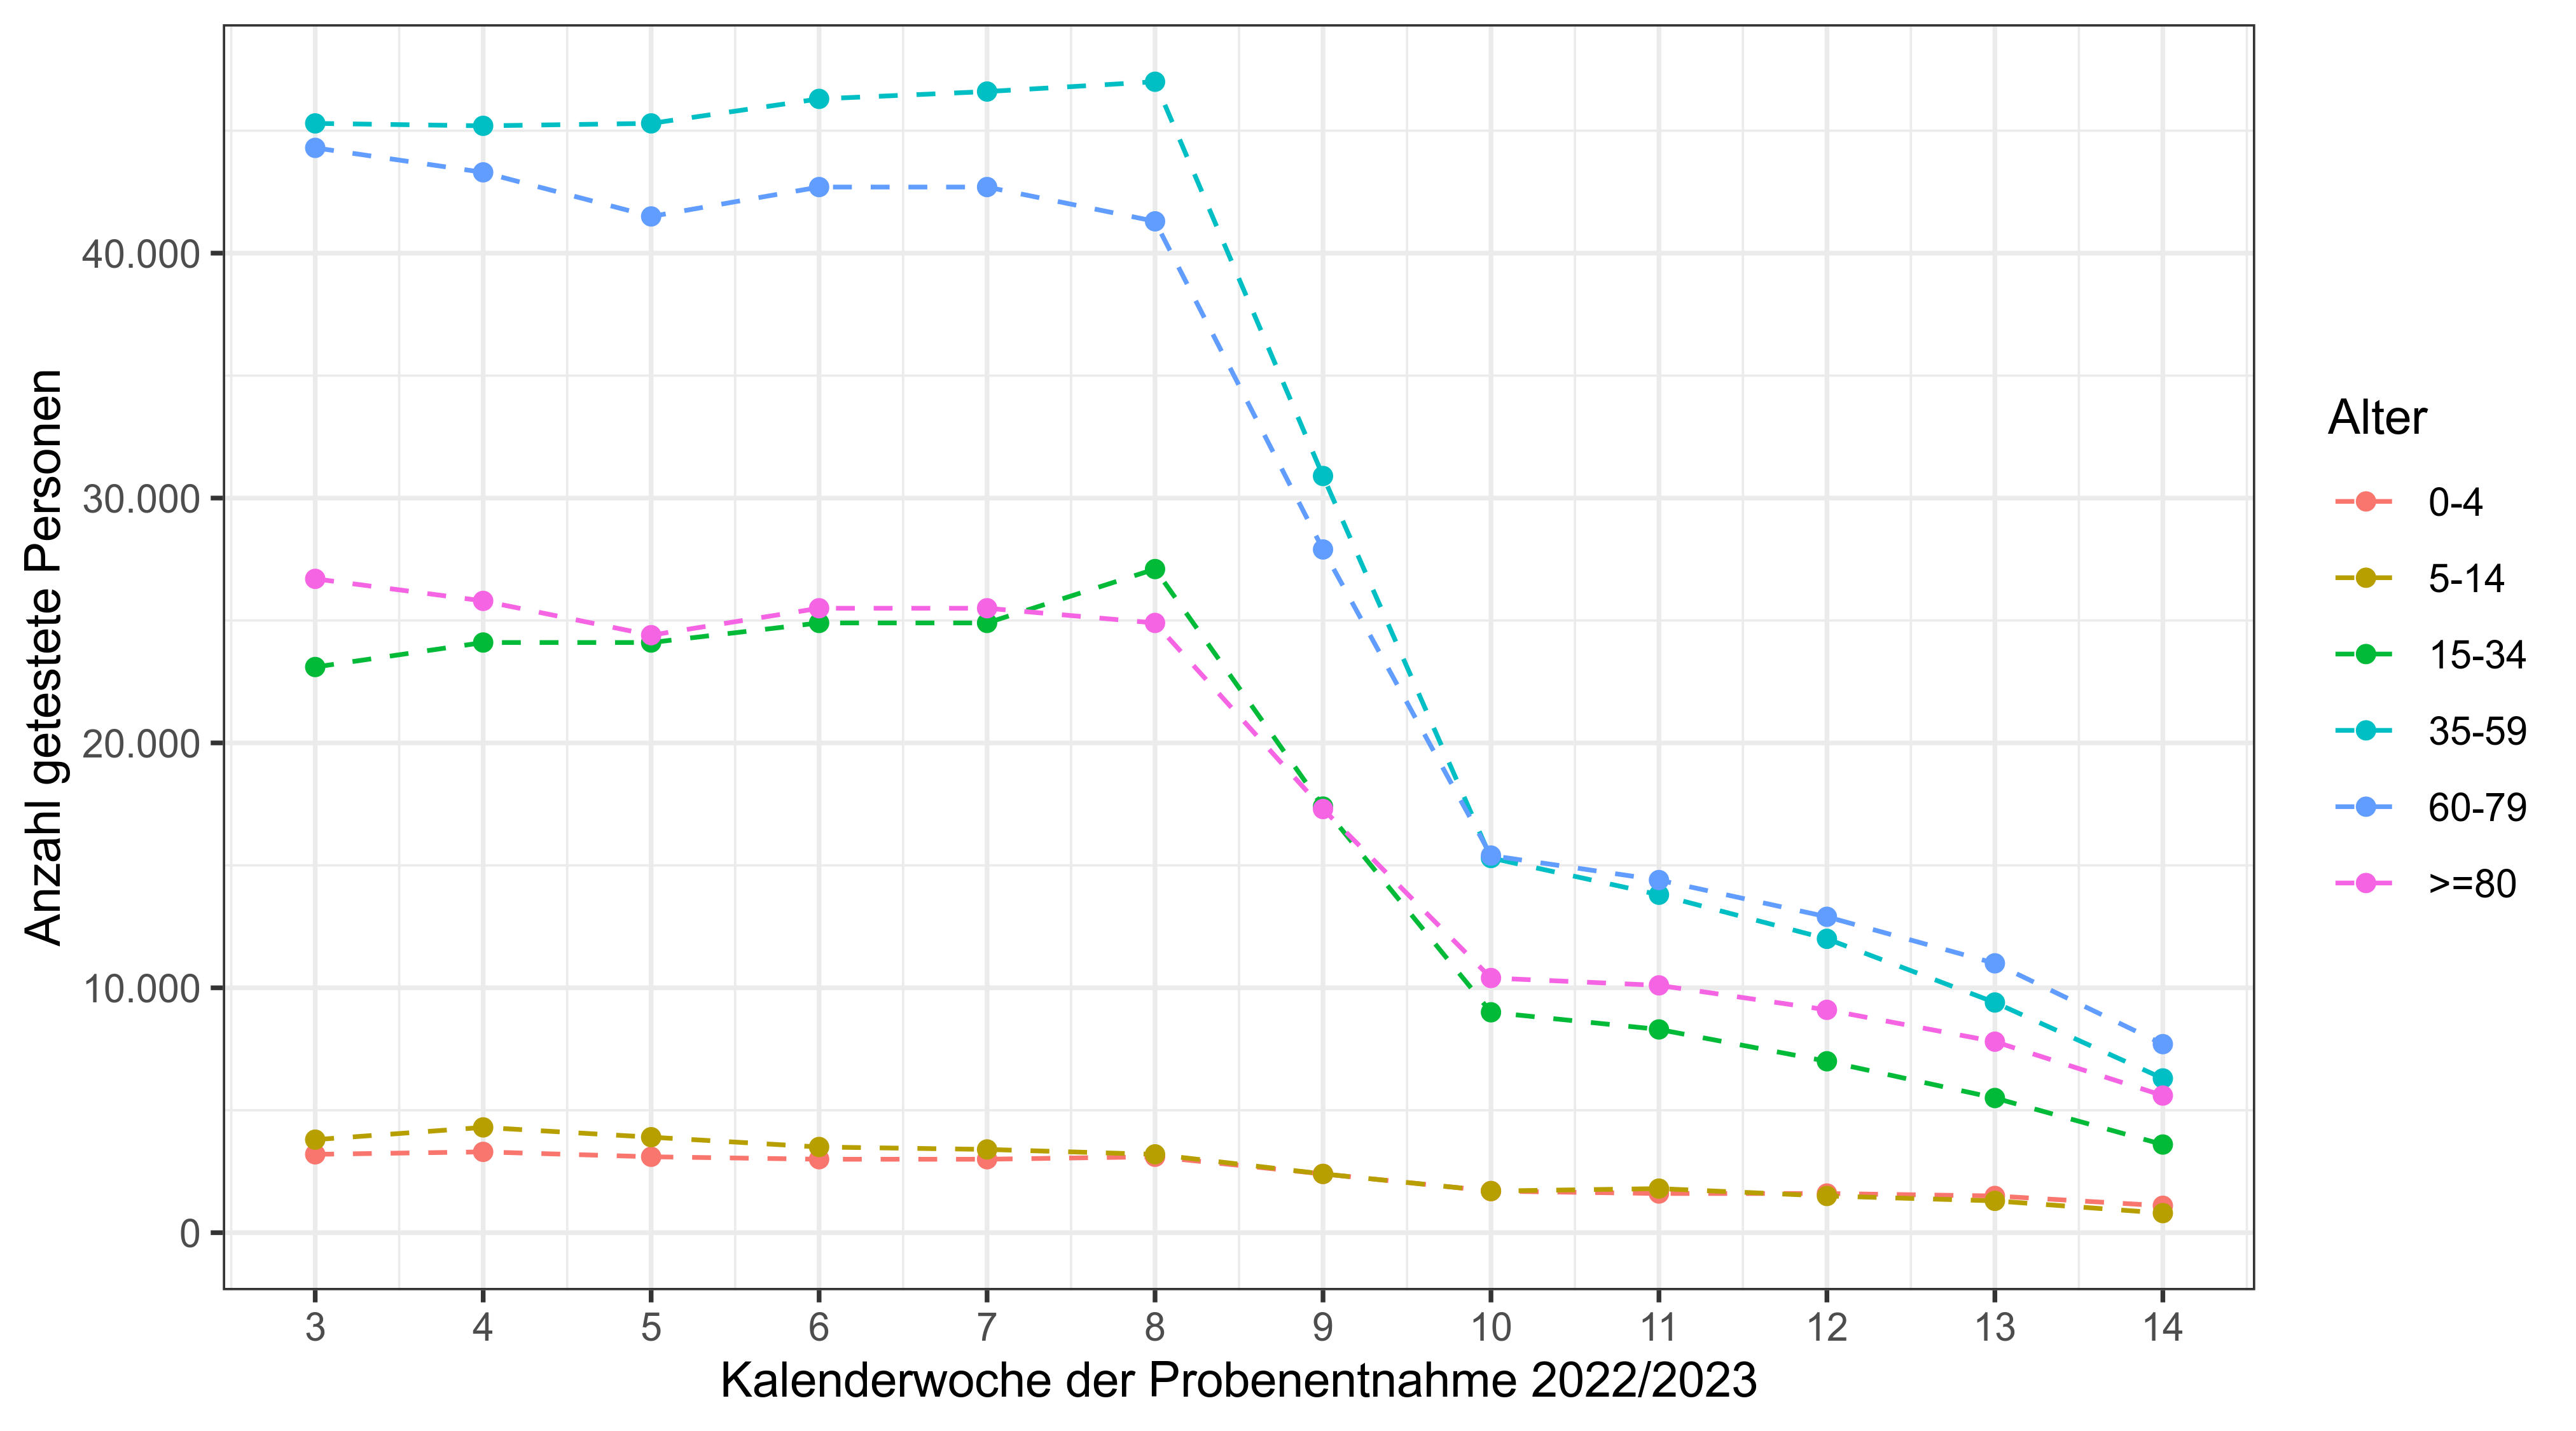 Anzahl getestete Personen
40.000
30.000
20.000
10.000
0
3 4 5 6 7 8 9 10 11 12 13 14
Kalenderwoche der Probenentnahme 2022/2023
Alter
0-4
5-14
15-34
35-59
60-79
>=80